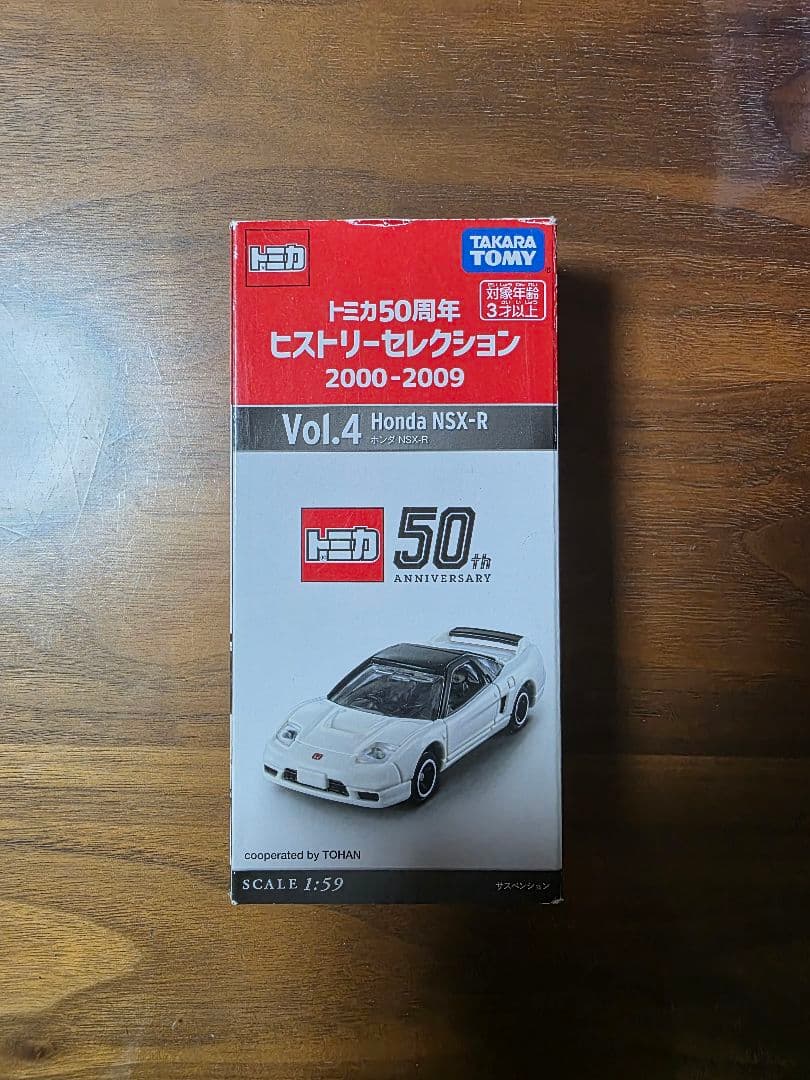 トミカ
TAKARA
TOMY
対象年齢
3才以上
トミカ50周年
ヒストリーセレクション
2000-2009
Vol.4 Honda NSX-R
ホンダ NSX-R
トミカ 50th
ANNIVERSARY
cooperated by TOHAN
SCALE 1:59
サスペンション